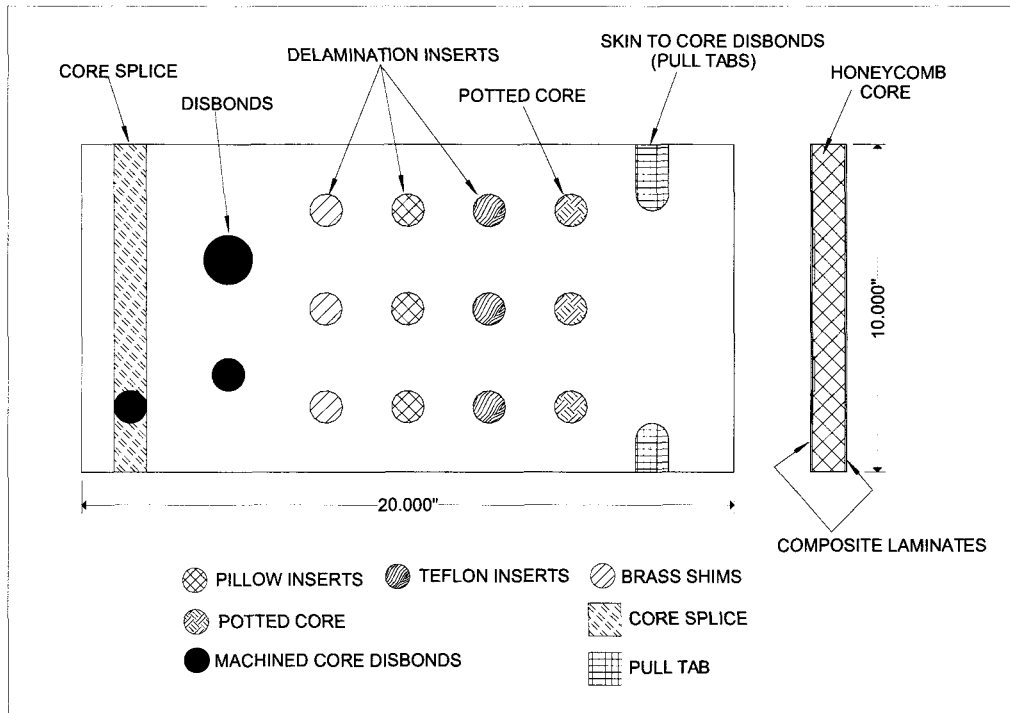 DELAMINATION INSERTS
SKIN TO CORE DISBONDS
(PULL TABS)
CORE SPLICE
DISBONDS
POTTED CORE
HONEYCOMB
CORE
10.000"
20.000"
COMPOSITE LAMINATES
PILLOW INSERTS
TEFLON INSERTS
BRASS SHIMS
POTTED CORE
CORE SPLICE
MACHINED CORE DISBONDS
PULL TAB